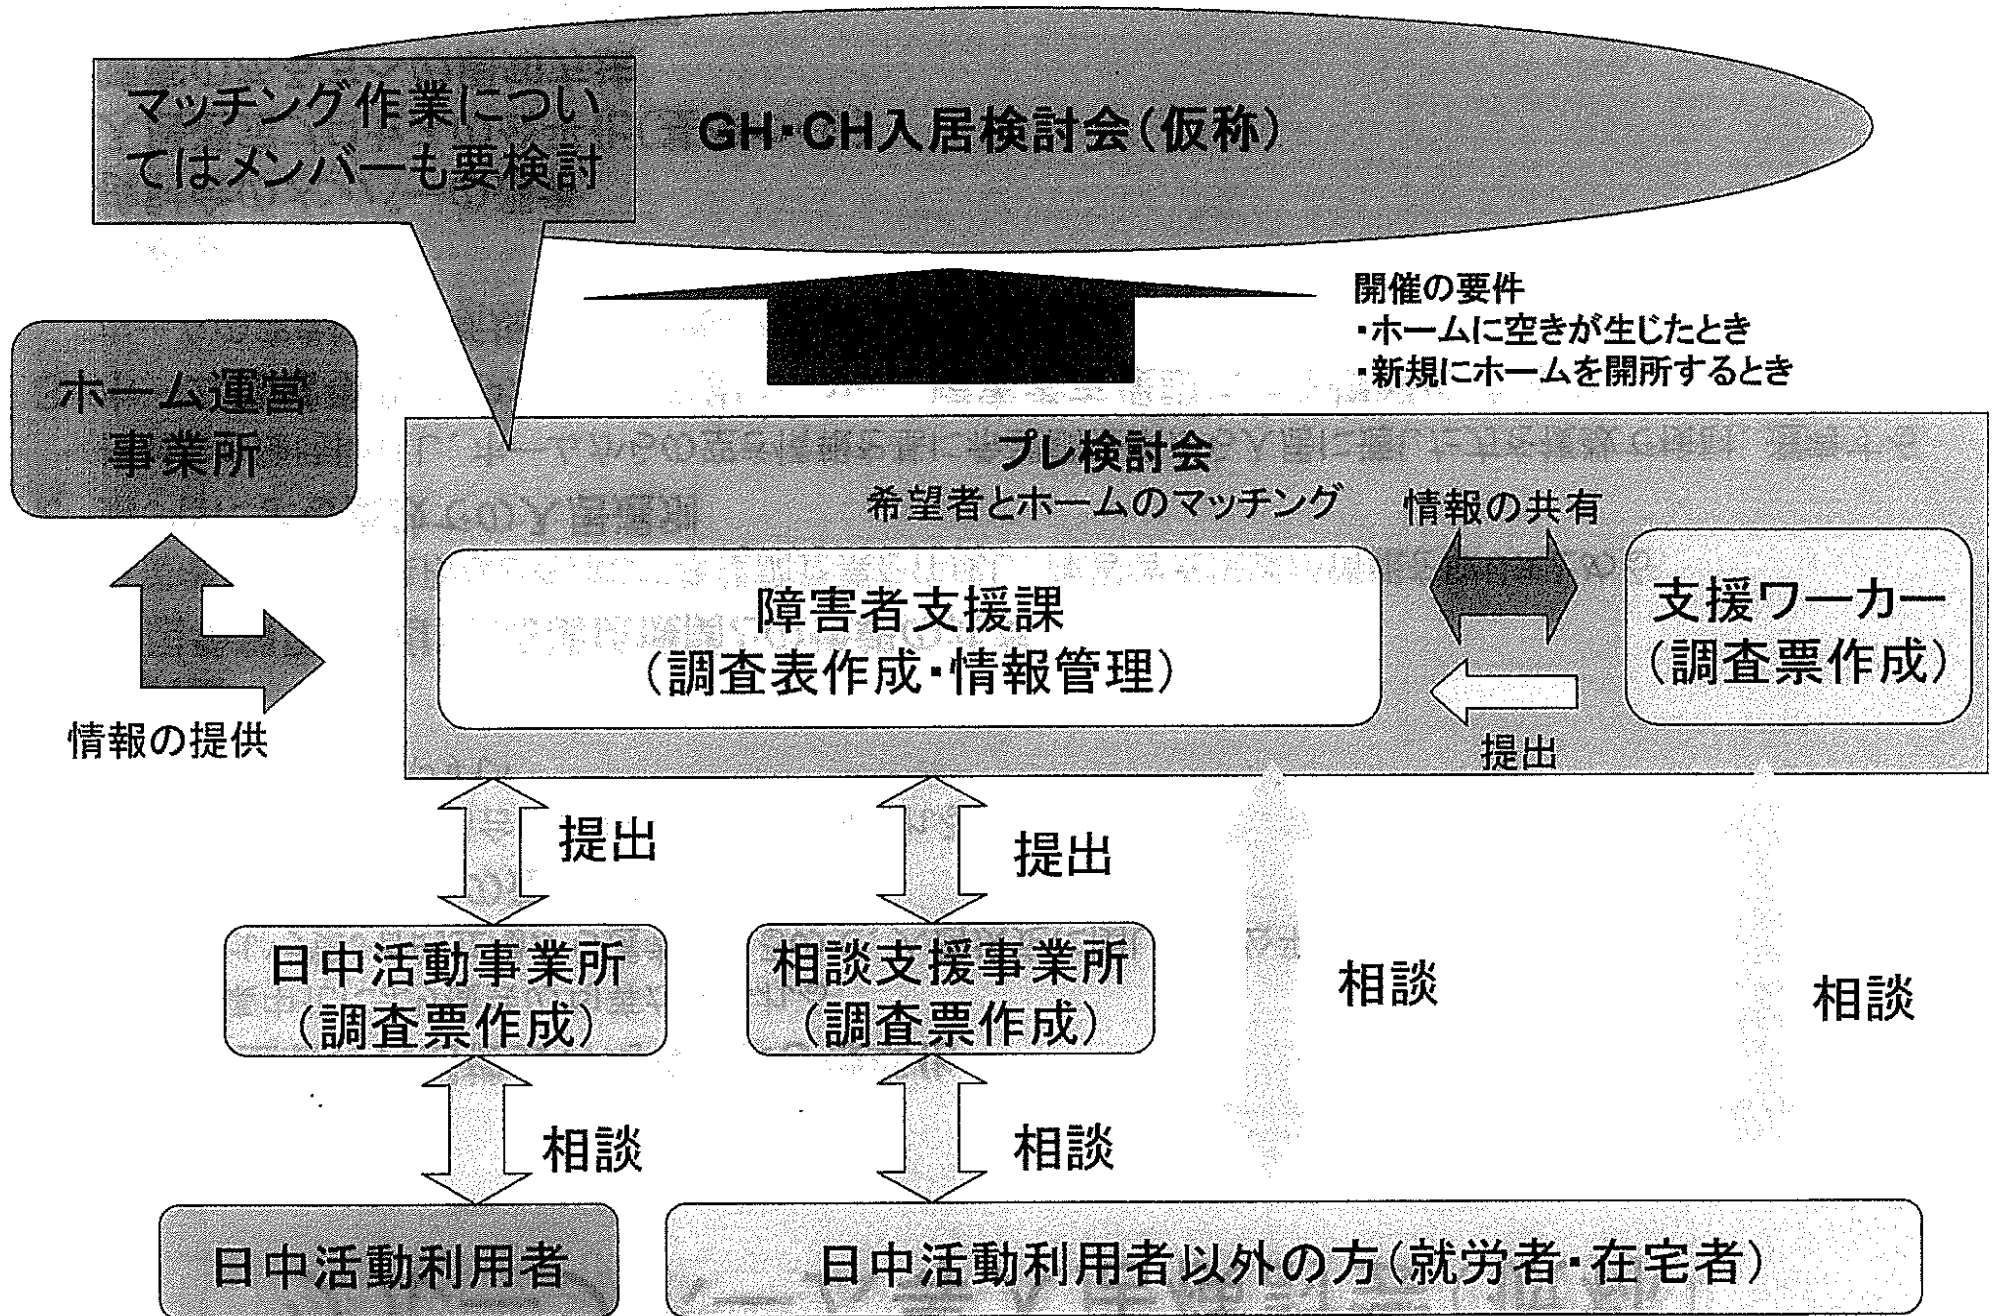 マッチング作業につい
てはメンバーも要検討
GH・CH入居検討会(仮称)
開催の要件
・ホームに空きが生じたとき
・新規にホームを開所するとき
ホーム運営
事業所
プレ検討会
希望者とホームのマッチング
情報の共有
障害者支援課
(調査表作成・情報管理)
支援ワーカー
(調査票作成)
情報の提供
提出
提出
提出
日中活動事業所
(調査票作成)
相談支援事業所
(調査票作成)
相談
相談
相談
相談
日中活動利用者
日中活動利用者以外の方(就労者・在宅者)